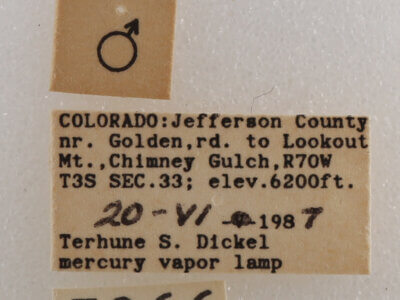 ♂
COLORADO:Jefferson County
nr. Golden,rd. to Lookout
Mt.,Chimney Gulch,R70W
T3S SEC.33; elev.6200ft.
20-VI-1987
Terhune S. Dickel
mercury vapor lamp